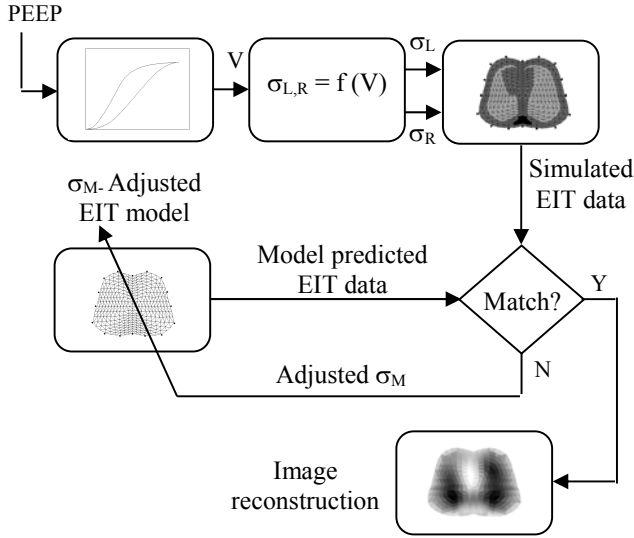 PEEP
V
σL,R = f (V)
σL
σR
Simulated
EIT data
σM- Adjusted
EIT model
Model predicted
EIT data
Match?
Y
N
Adjusted σM
Image
reconstruction